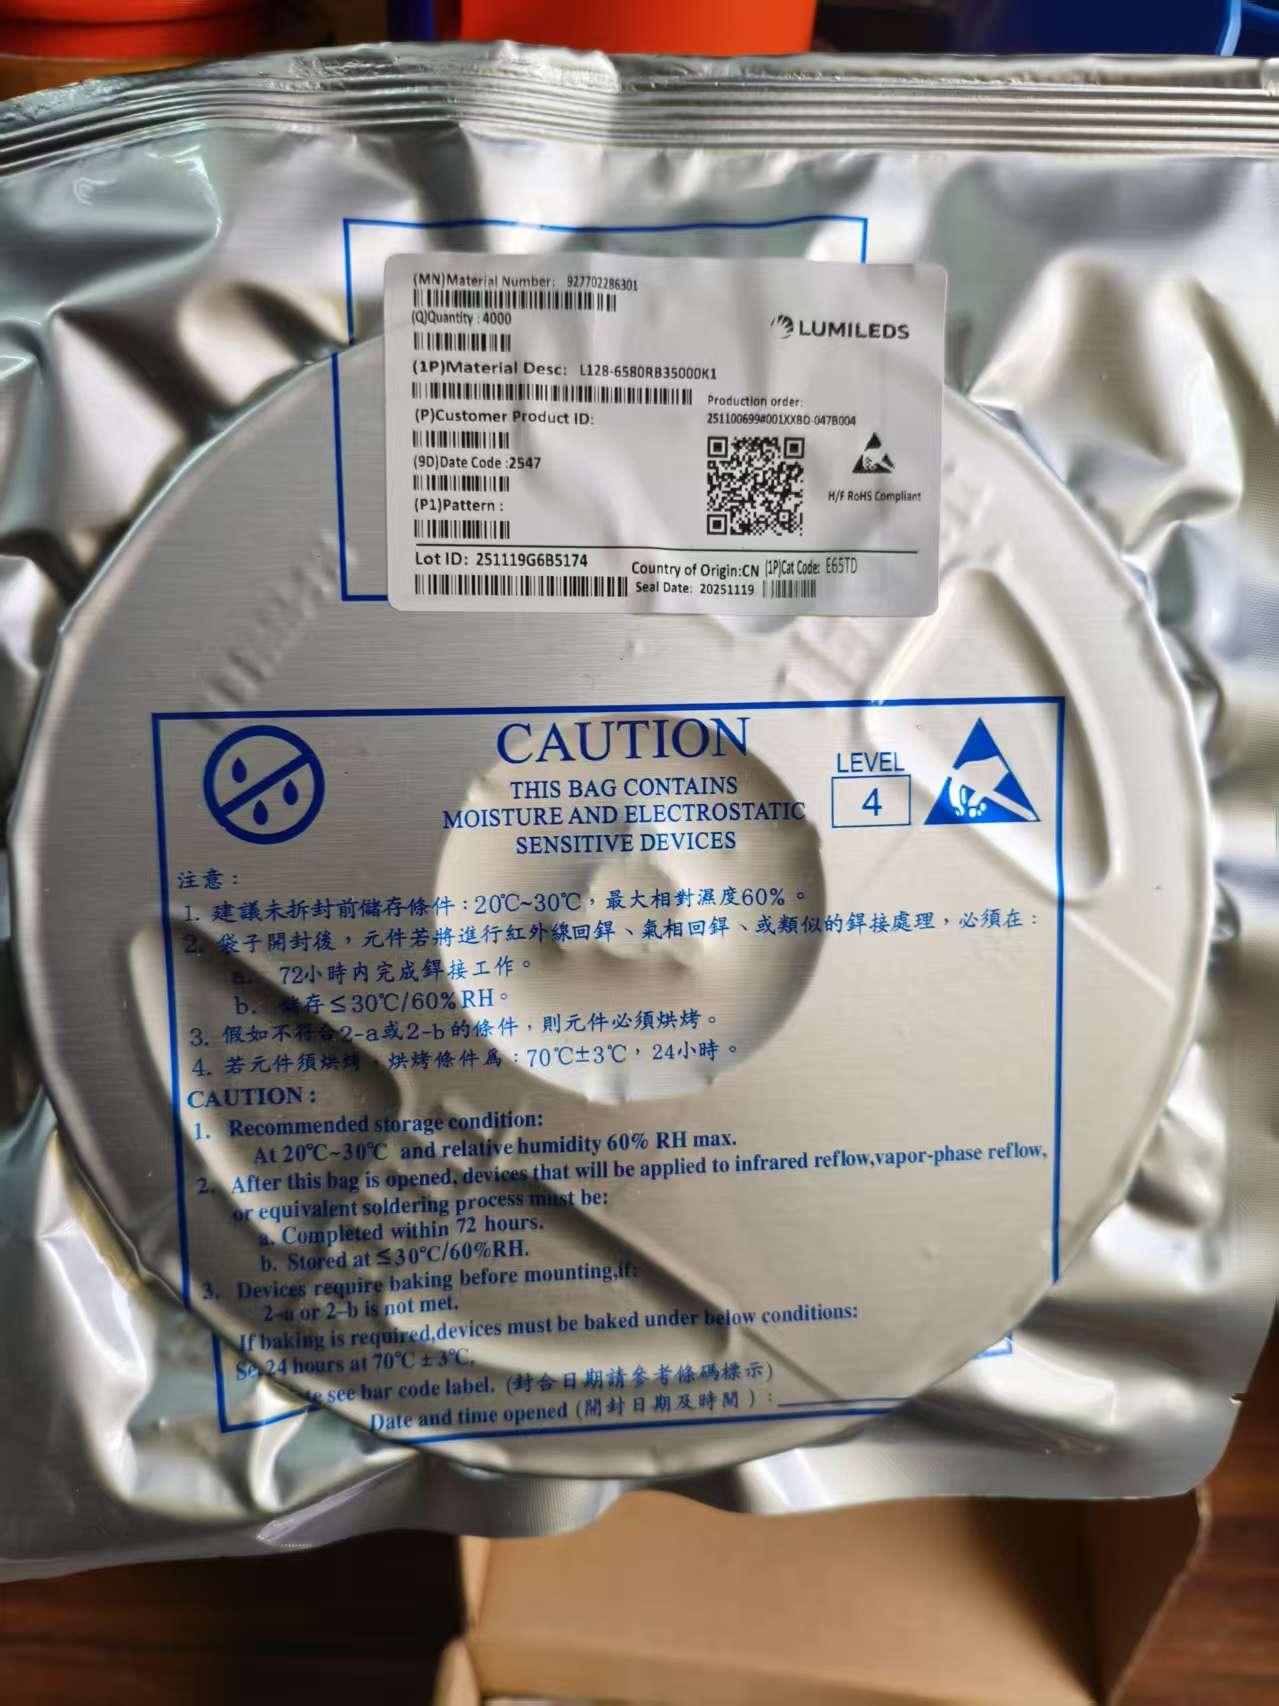 (MN)Material Number: 927702286301
(Q)Quantity : 4000
LUMILEDS
(1P)Material Desc: L128-6580RB35000K1
Production order:
(P)Customer Product ID:
251100699#001XXBD-047B004
(9D)Date Code :2547
H/F RoHS Compliant
(P1)Pattern :
Lot ID: 251119G6B5174
Country of Origin:CN (1P)Cat Code: E65TD
Seal Date: 20251119
CAUTION
LEVEL
4
THIS BAG CONTAINS
MOISTURE AND ELECTROSTATIC
SENSITIVE DEVICES
注意：
1. 建議未拆封前儲存條件：20℃~30℃，最大相對濕度60%。
2. 袋子開封後，元件若將進行紅外線回銲、氣相回銲、或類似的銲接處理，必須在：
a. 72小時內完成銲接工作。
b. 儲存≦30℃/60%RH。
3. 假如不符合2-a或2-b的條件，則元件必須烘烤。
4. 若元件須烘烤，烘烤條件為：70℃±3℃，24小時。
CAUTION：
1. Recommended storage condition:
At 20℃~30℃ and relative humidity 60% RH max.
2. After this bag is opened, devices that will be applied to infrared reflow,vapor-phase reflow,
or equivalent soldering process must be:
a. Completed within 72 hours.
b. Stored at ≦30℃/60%RH.
3. Devices require baking before mounting,if:
2-a or 2-b is not met.
If baking is required,devices must be baked under below conditions:
24 hours at 70℃ ± 3℃.
see bar code label. (封合日期請參考條碼標示)
Date and time opened (開封日期及時間)：